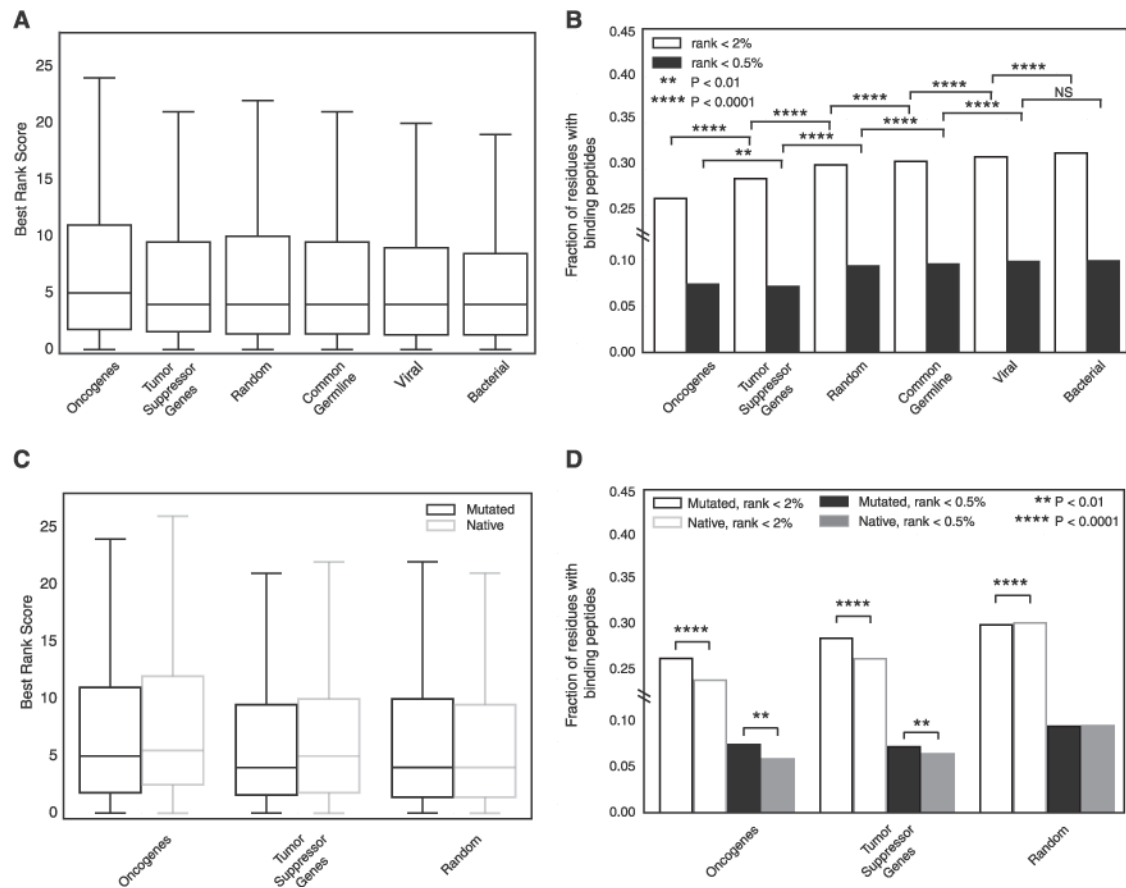 A
Best Rank Score
25
20
15
10
5
0
Oncogenes
Tumor
Suppressor
Genes
Random
Common
Germline
Viral
Bacterial
B
Fraction of residues with
binding peptides
0.45
0.40
0.35
0.30
0.25
0.10
0.05
0.00
rank < 2%
rank < 0.5%
** P < 0.01
**** P < 0.0001
****
**
****
****
****
****
****
****
NS
Oncogenes
Tumor
Suppressor
Genes
Random
Common
Germline
Viral
Bacterial
C
Best Rank Score
25
20
15
10
5
0
Mutated
Native
Oncogenes
Tumor
Suppressor
Genes
Random
D
Fraction of residues with
binding peptides
0.45
0.40
0.35
0.30
0.25
0.10
0.05
0.00
Mutated, rank < 2%
Native, rank < 2%
Mutated, rank < 0.5%
Native, rank < 0.5%
** P < 0.01
**** P < 0.0001
****
**
****
**
****
Oncogenes
Tumor
Suppressor
Genes
Random